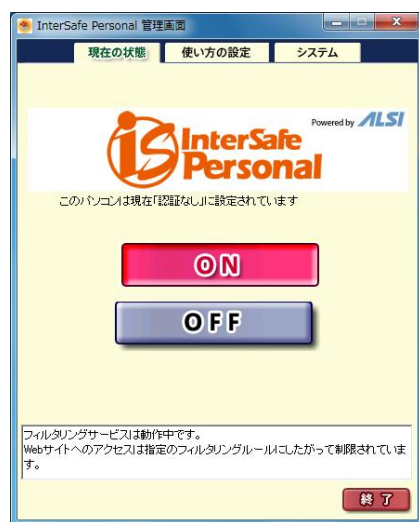 InterSafe Personal 管理画面
現在の状態 使い方の設定 システム
Powered by ALSI
iS InterSafe
Personal
このパソコンは現在「認証なし」に設定されています
ON
OFF
フィルタリングサービスは動作中です。
Webサイトへのアクセスは指定のフィルタリングルールにしたがって制限されていま
す。
終了